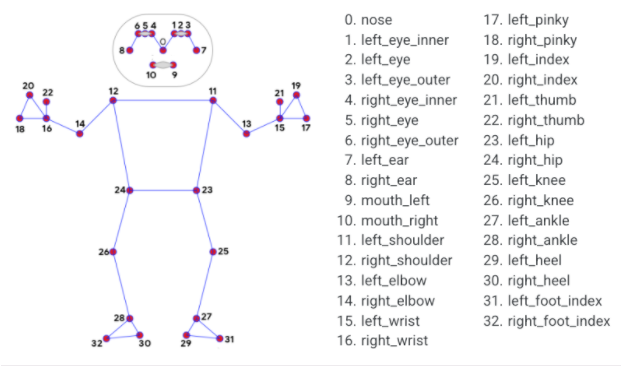 6 5 4 1 2 3
0
8 7
10 9
20 22 12 11 21 19
18 16 14 13 15 17
24 23
26 25
28 27
32 30 29 31
0. nose
1. left_eye_inner
2. left_eye
3. left_eye_outer
4. right_eye_inner
5. right_eye
6. right_eye_outer
7. left_ear
8. right_ear
9. mouth_left
10. mouth_right
11. left_shoulder
12. right_shoulder
13. left_elbow
14. right_elbow
15. left_wrist
16. right_wrist
17. left_pinky
18. right_pinky
19. left_index
20. right_index
21. left_thumb
22. right_thumb
23. left_hip
24. right_hip
25. left_knee
26. right_knee
27. left_ankle
28. right_ankle
29. left_heel
30. right_heel
31. left_foot_index
32. right_foot_index